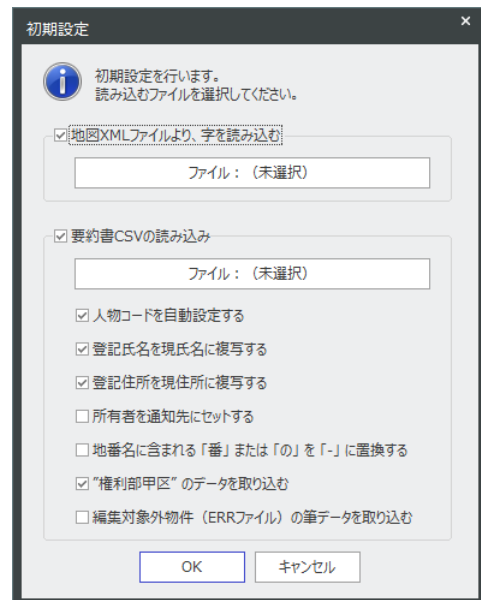 初期設定
×
初期設定を行います。
読み込むファイルを選択してください。
地図XMLファイルより、字を読み込む
ファイル：（未選択）
要約書CSVの読み込み
ファイル：（未選択）
人物コードを自動設定する
登記氏名を現氏名に複写する
登記住所を現住所に複写する
所有者を通知先にセットする
地番名に含まれる「番」または「の」を「-」に置換する
"権利部甲区" のデータを取り込む
編集対象外物件（ERRファイル）の筆データを取り込む
OK
キャンセル